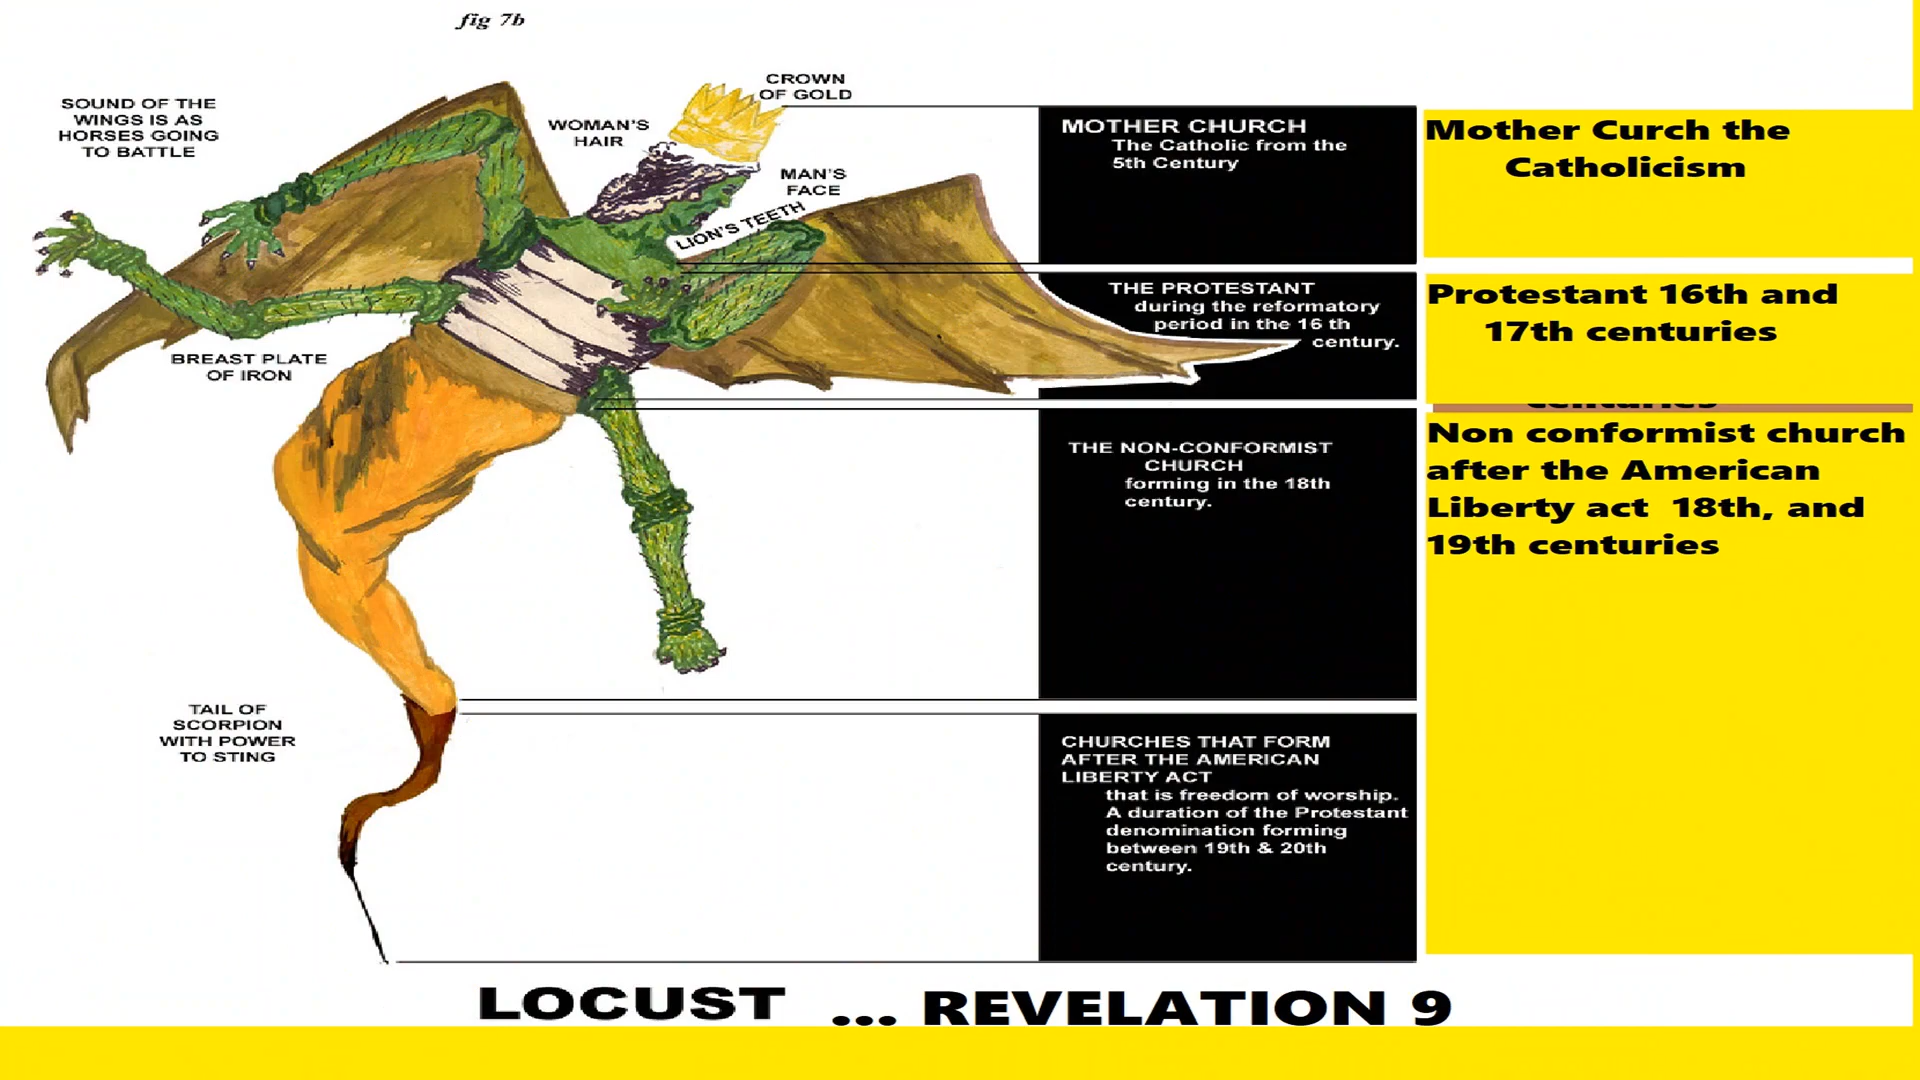 fig 7b
SOUND OF THE
WINGS IS AS
HORSES GOING
TO BATTLE
WOMAN'S
HAIR
CROWN
OF GOLD
MAN'S
FACE
LION'S TEETH
BREAST PLATE
OF IRON
TAIL OF
SCORPION
WITH POWER
TO STING
MOTHER CHURCH
The Catholic from the
5th Century
THE PROTESTANT
during the reformatory
period in the 16 th
century.
THE NON-CONFORMIST
CHURCH
forming in the 18th
century.
CHURCHES THAT FORM
AFTER THE AMERICAN
LIBERTY ACT
that is freedom of worship.
A duration of the Protestant
denomination forming
between 19th & 20th
century.
Mother Curch the
Catholicism
Protestant 16th and
17th centuries
centuries
Non conformist church
after the American
Liberty act 18th, and
19th centuries
LOCUST ... REVELATION 9